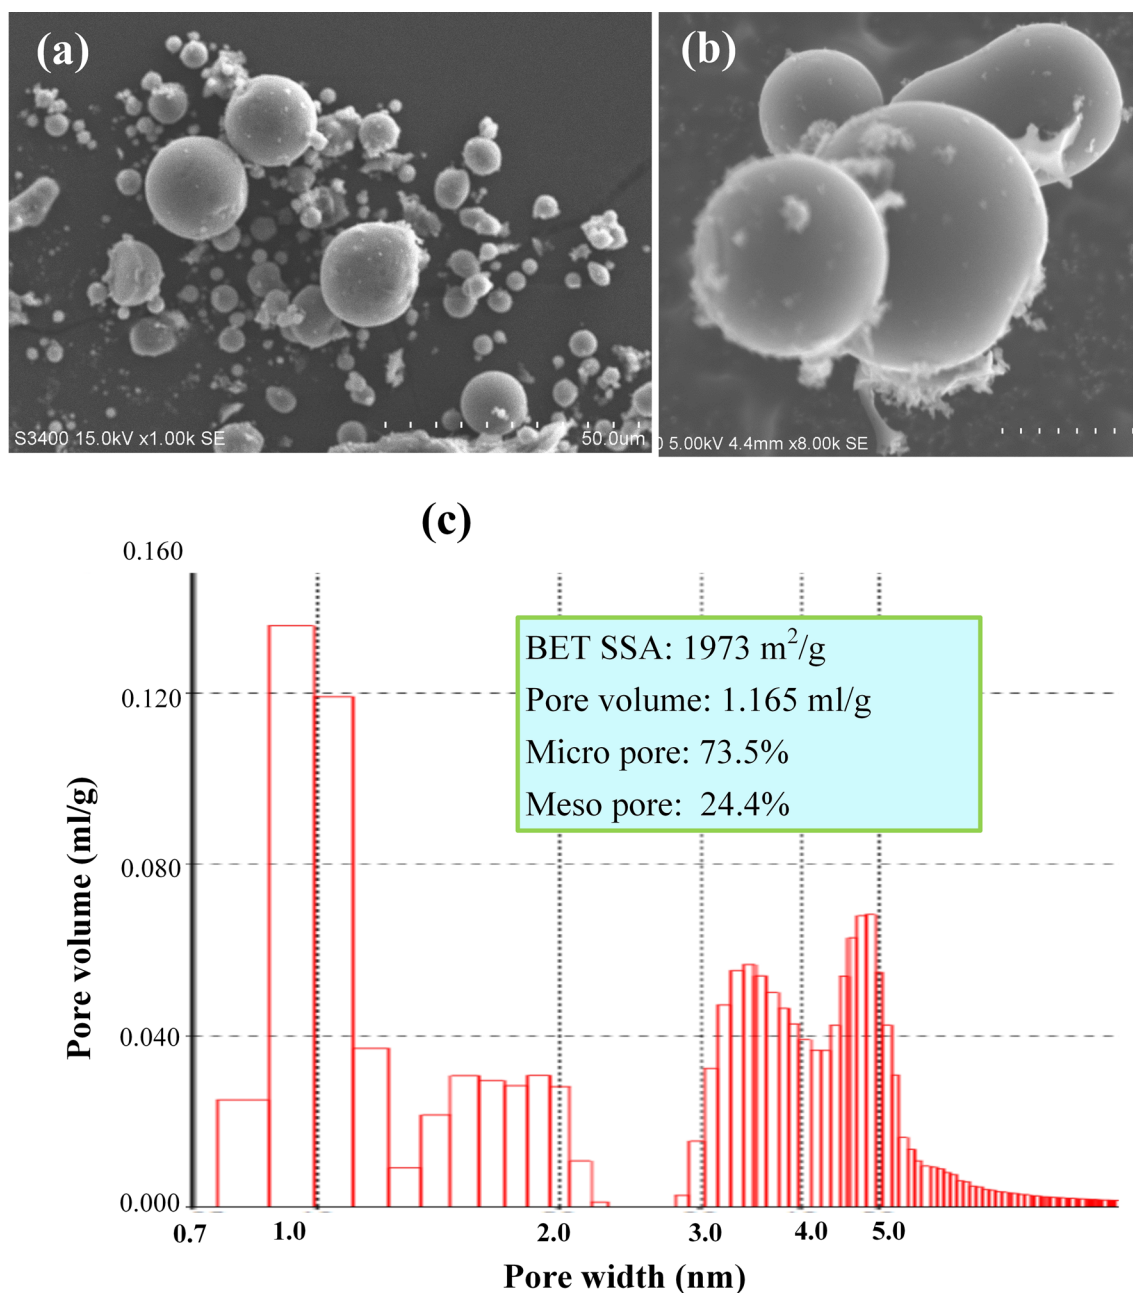 (a)
(b)
S3400 15.0kV x1.00k SE
50.0um
0 5.00kV 4.4mm x8.00k SE
(c)
0.160
0.120
0.080
0.040
0.000
Pore volume (ml/g)
BET SSA: 1973 m²/g
Pore volume: 1.165 ml/g
Micro pore: 73.5%
Meso pore: 24.4%
0.7 1.0 2.0 3.0 4.0 5.0
Pore width (nm)